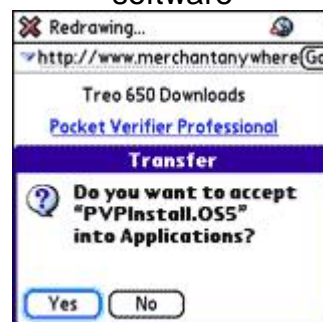 software
Redrawing...
http://www.merchantanywhere Go
Treo 650 Downloads
Pocket Verifier Professional
Transfer
Do you want to accept
"PVPInstall.OS5"
into Applications?
Yes No